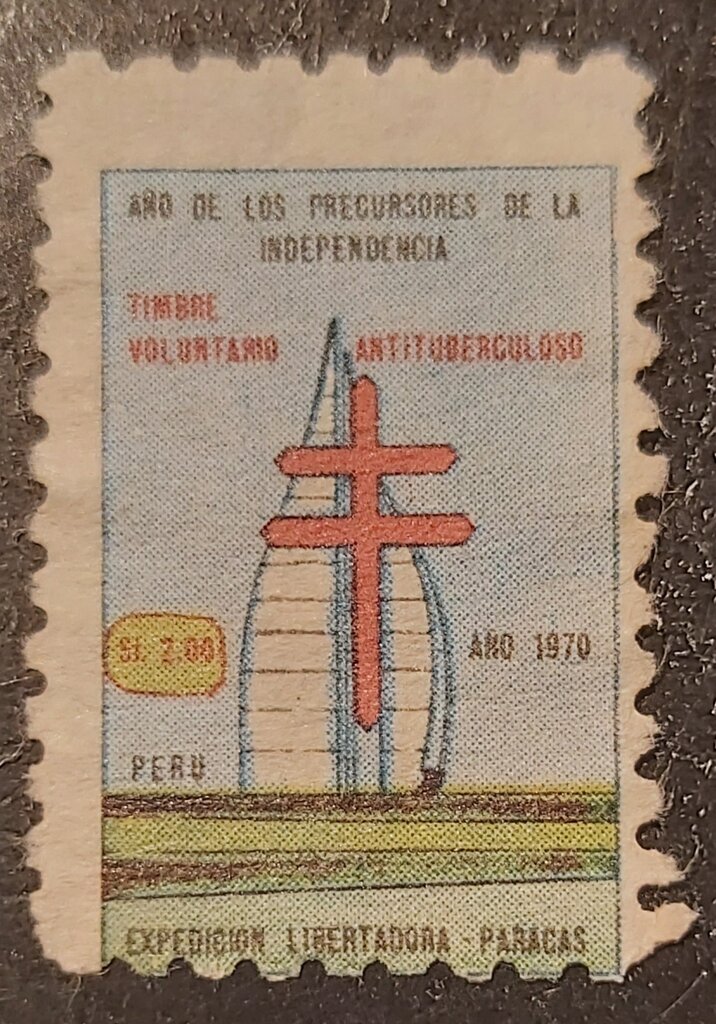 AÑO DE LOS PRECURSORES DE LA
INDEPENDENCIA
TIMBRE
VOLUNTARIO ANTITUBERCULOSO
S/. 2.00
AÑO 1970
PERU
EXPEDICION LIBERTADORA - PARACAS